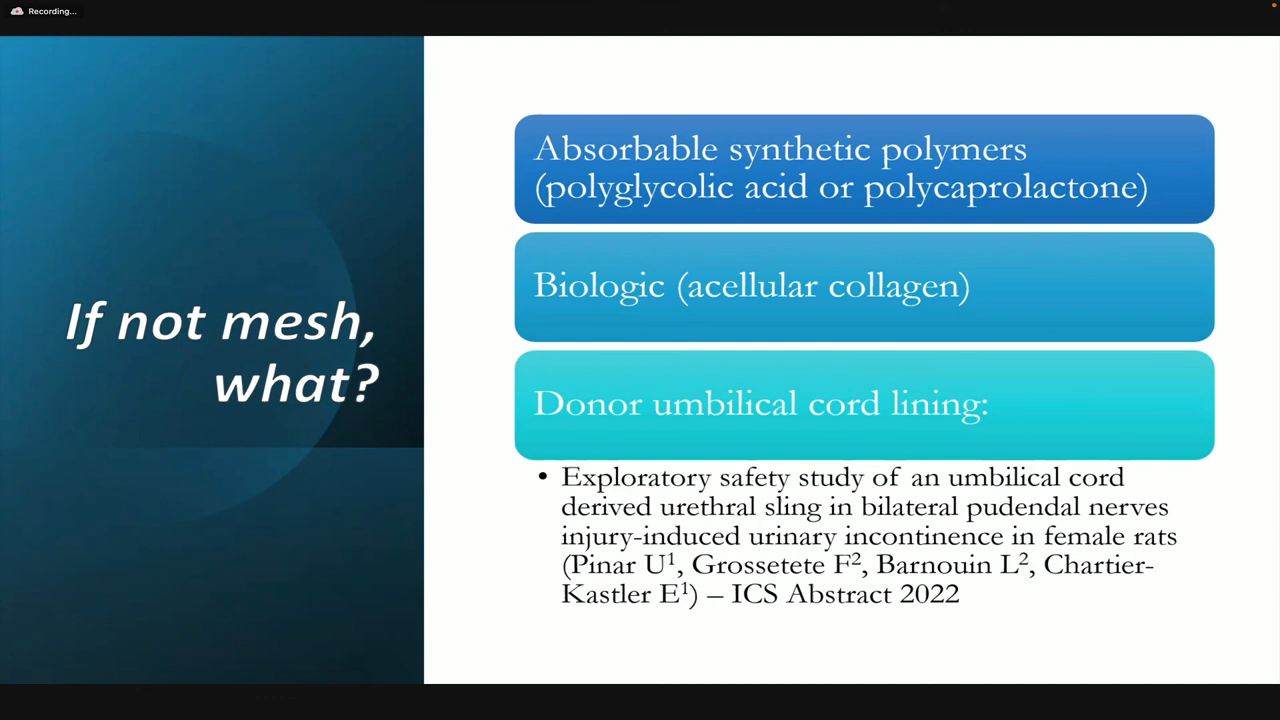 Recording...
If not mesh,
what?
Absorbable synthetic polymers
(polyglycolic acid or polycaprolactone)
Biologic (acellular collagen)
Donor umbilical cord lining:
• Exploratory safety study of an umbilical cord
derived urethral sling in bilateral pudendal nerves
injury-induced urinary incontinence in female rats
(Pinar U¹, Grossetete F², Barnouin L², Chartier-
Kastler E¹) – ICS Abstract 2022